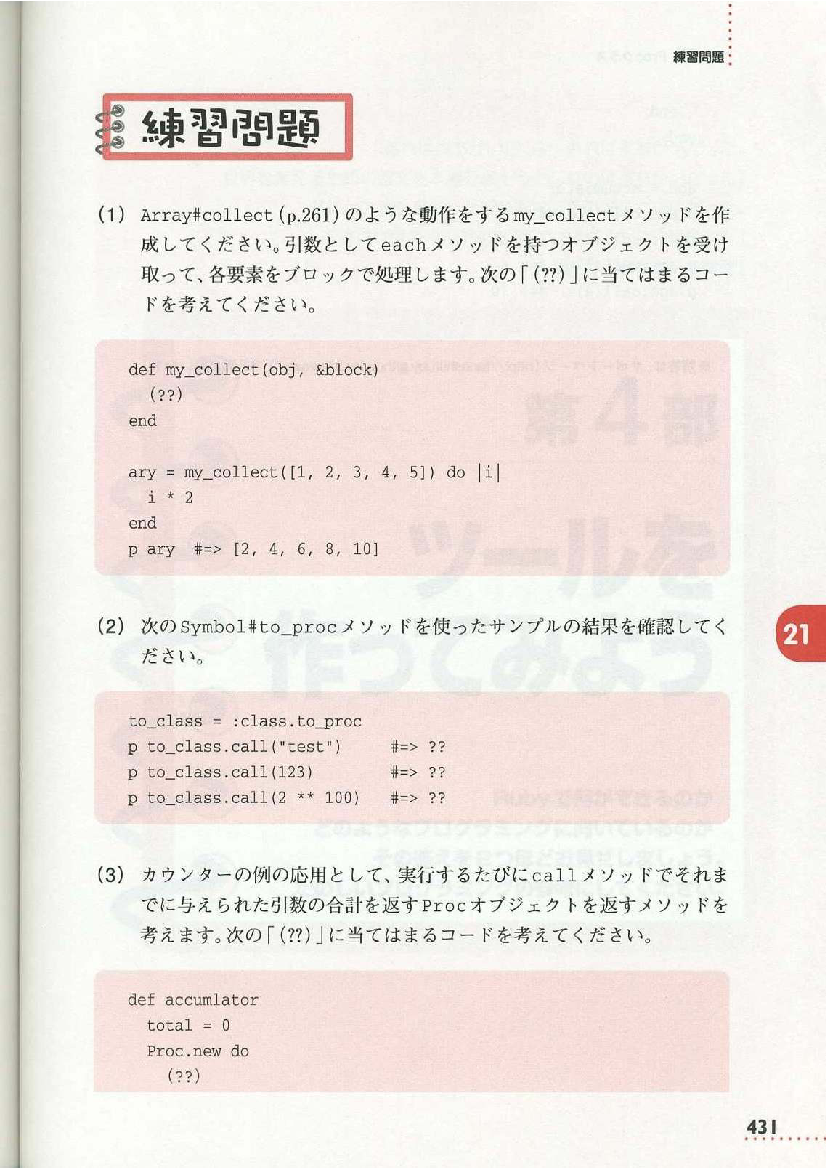 練習問題
練習問題
(1) Array#collect(p.261)のような動作をするmy_collectメソッドを作
成してください。引数としてeachメソッドを持つオブジェクトを受け
取って、各要素をブロックで処理します。次の「(??)」に当てはまるコー
ドを考えてください。
def my_collect(obj, &block)
  (??)
end
ary = my_collect([1, 2, 3, 4, 5]) do |i|
  i * 2
end
p ary  #=> [2, 4, 6, 8, 10]
(2) 次のSymbol#to_procメソッドを使ったサンプルの結果を確認してく
ださい。
21
to_class = :class.to_proc
p to_class.call("test")     #=> ??
p to_class.call(123)        #=> ??
p to_class.call(2 ** 100)   #=> ??
(3) カウンターの例の応用として、実行するたびにcallメソッドでそれま
でに与えられた引数の合計を返すProcオブジェクトを返すメソッドを
考えます。次の「(??)」に当てはまるコードを考えてください。
def accumlator
  total = 0
  Proc.new do
    (??)
431